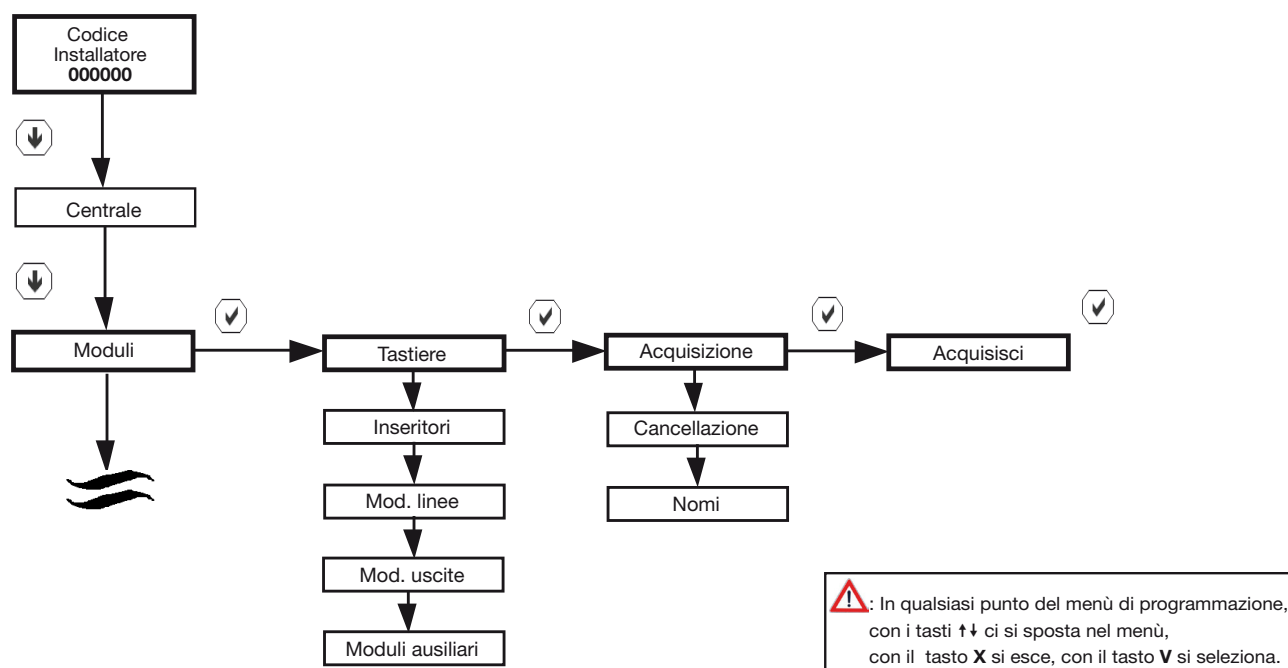 Codice
Installatore
000000
Centrale
Moduli
Tastiere
Acquisizione
Acquisisci
Inseritori
Cancellazione
Mod. linee
Nomi
Mod. uscite
Moduli ausiliari
: In qualsiasi punto del menù di programmazione,
con i tasti ↑↓ ci si sposta nel menù,
con il tasto X si esce, con il tasto V si seleziona.